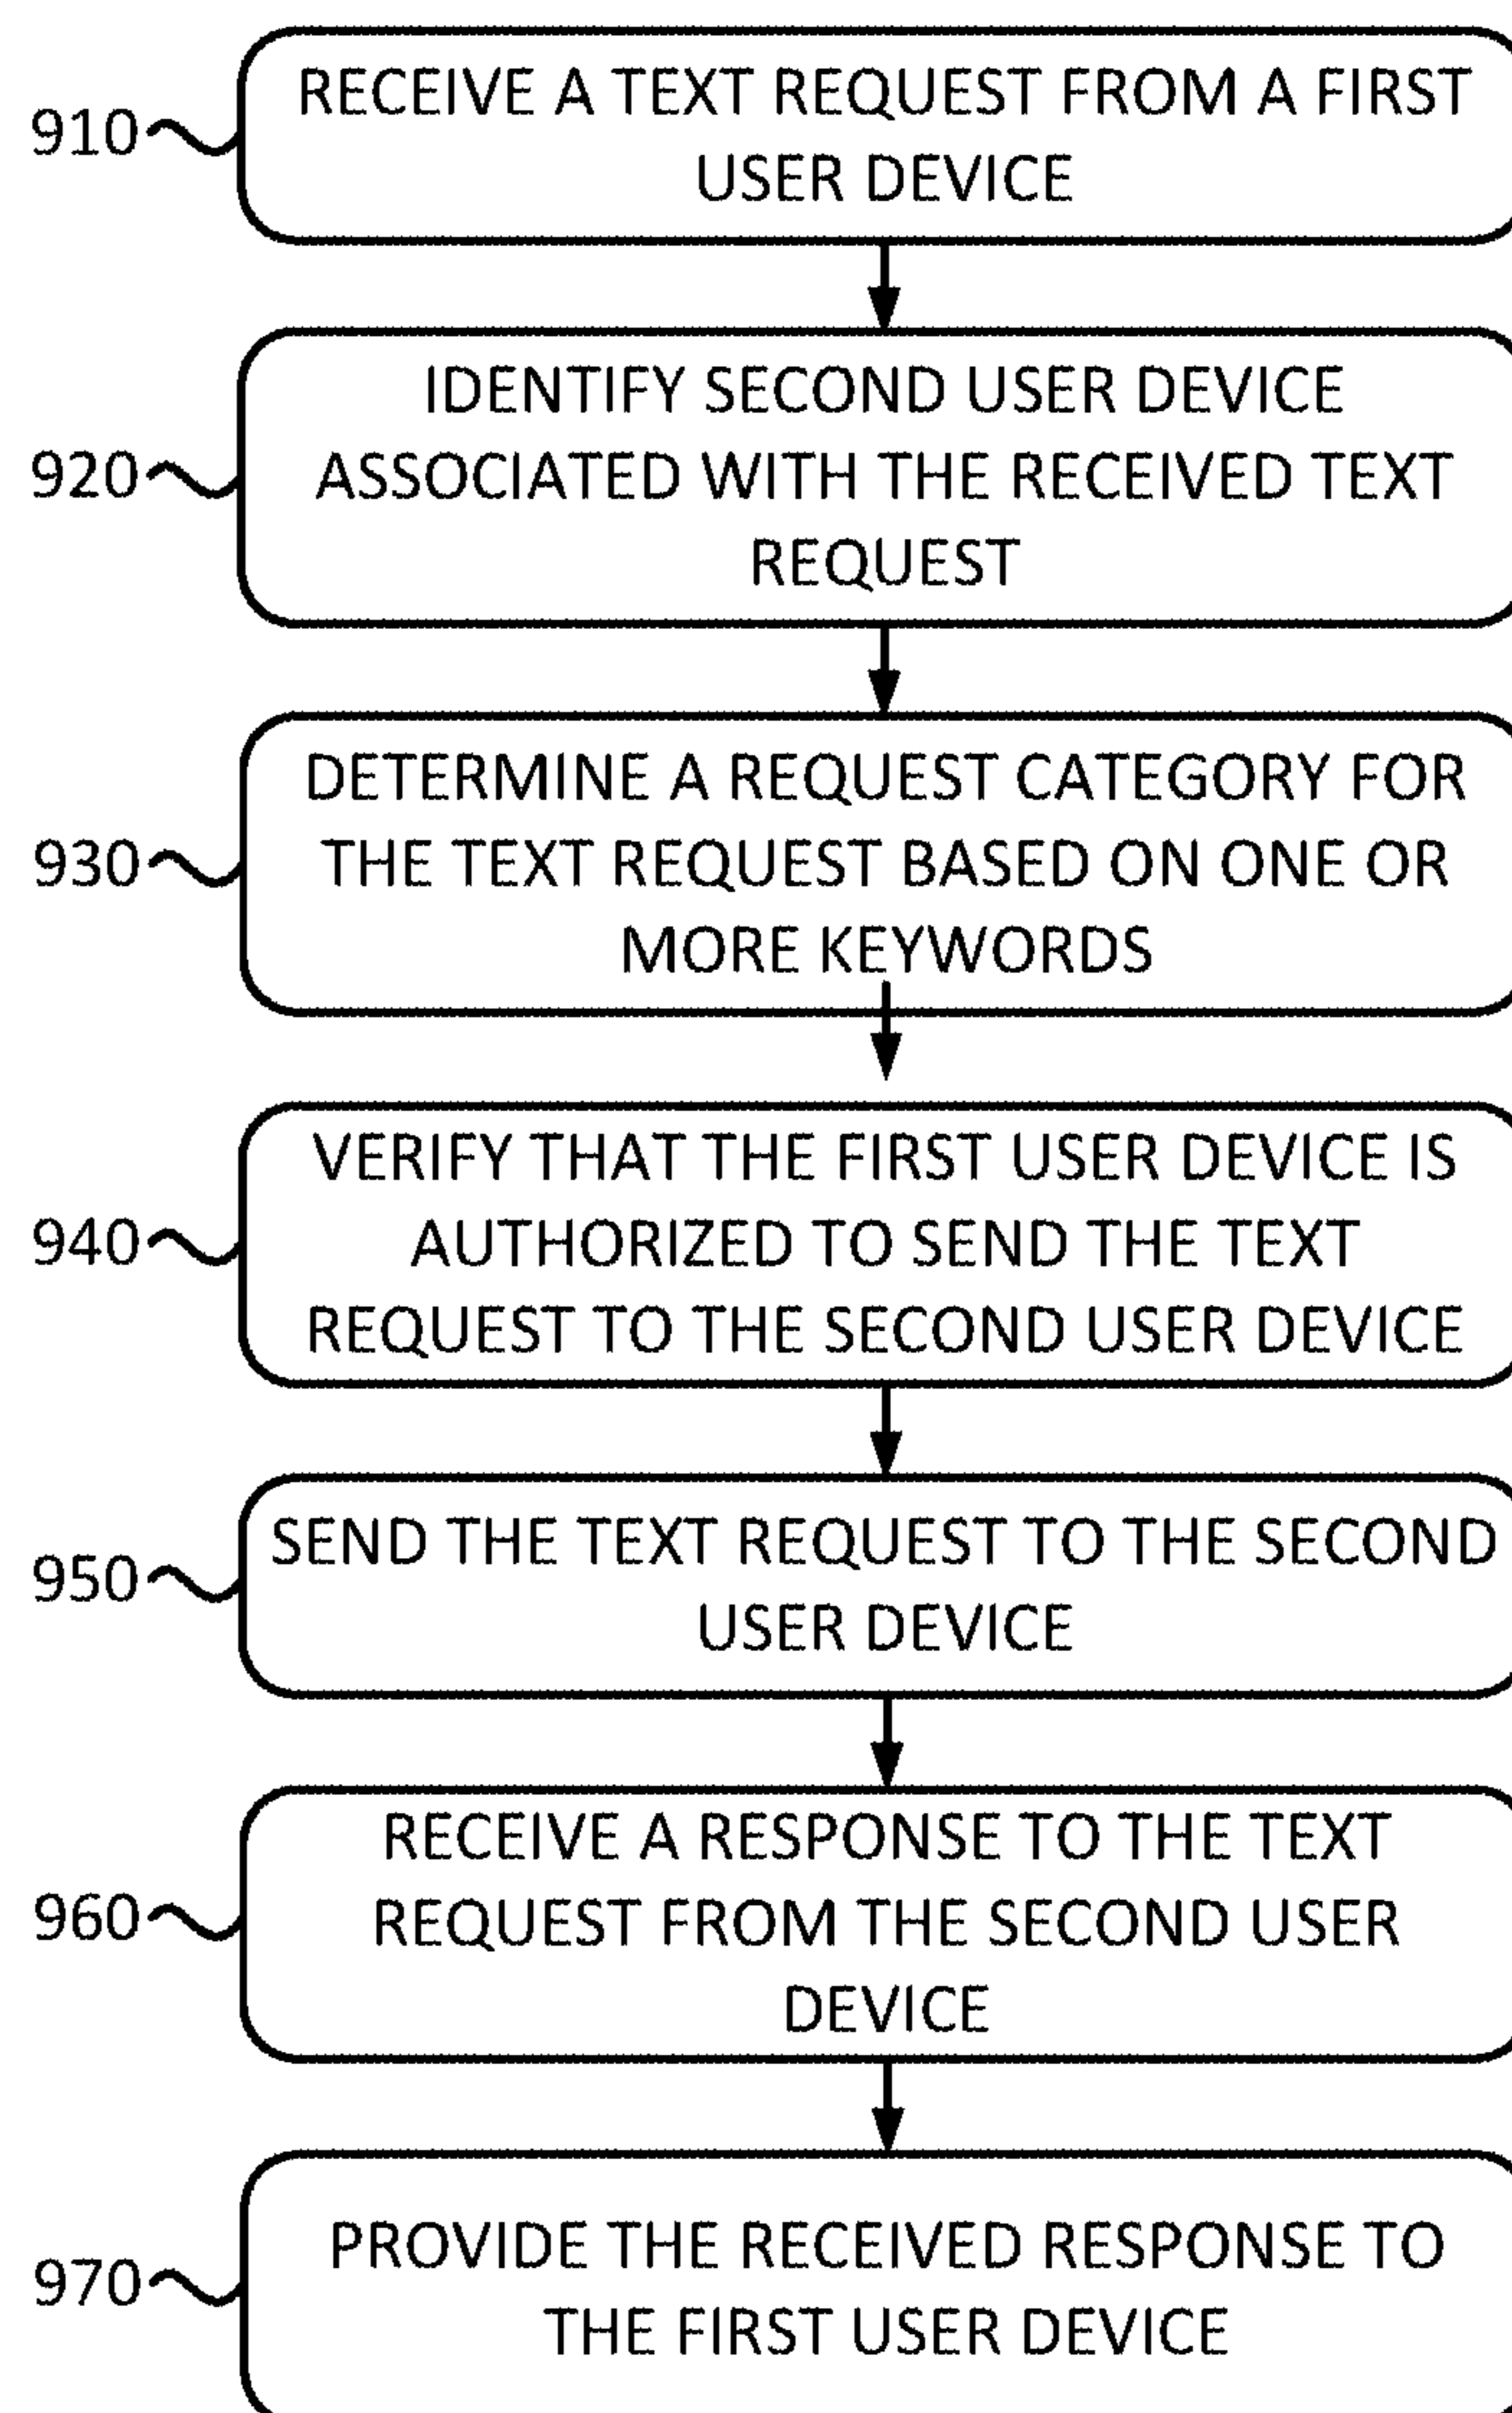 910
RECEIVE A TEXT REQUEST FROM A FIRST
USER DEVICE
920
IDENTIFY SECOND USER DEVICE
ASSOCIATED WITH THE RECEIVED TEXT
REQUEST
930
DETERMINE A REQUEST CATEGORY FOR
THE TEXT REQUEST BASED ON ONE OR
MORE KEYWORDS
940
VERIFY THAT THE FIRST USER DEVICE IS
AUTHORIZED TO SEND THE TEXT
REQUEST TO THE SECOND USER DEVICE
950
SEND THE TEXT REQUEST TO THE SECOND
USER DEVICE
960
RECEIVE A RESPONSE TO THE TEXT
REQUEST FROM THE SECOND USER
DEVICE
970
PROVIDE THE RECEIVED RESPONSE TO
THE FIRST USER DEVICE